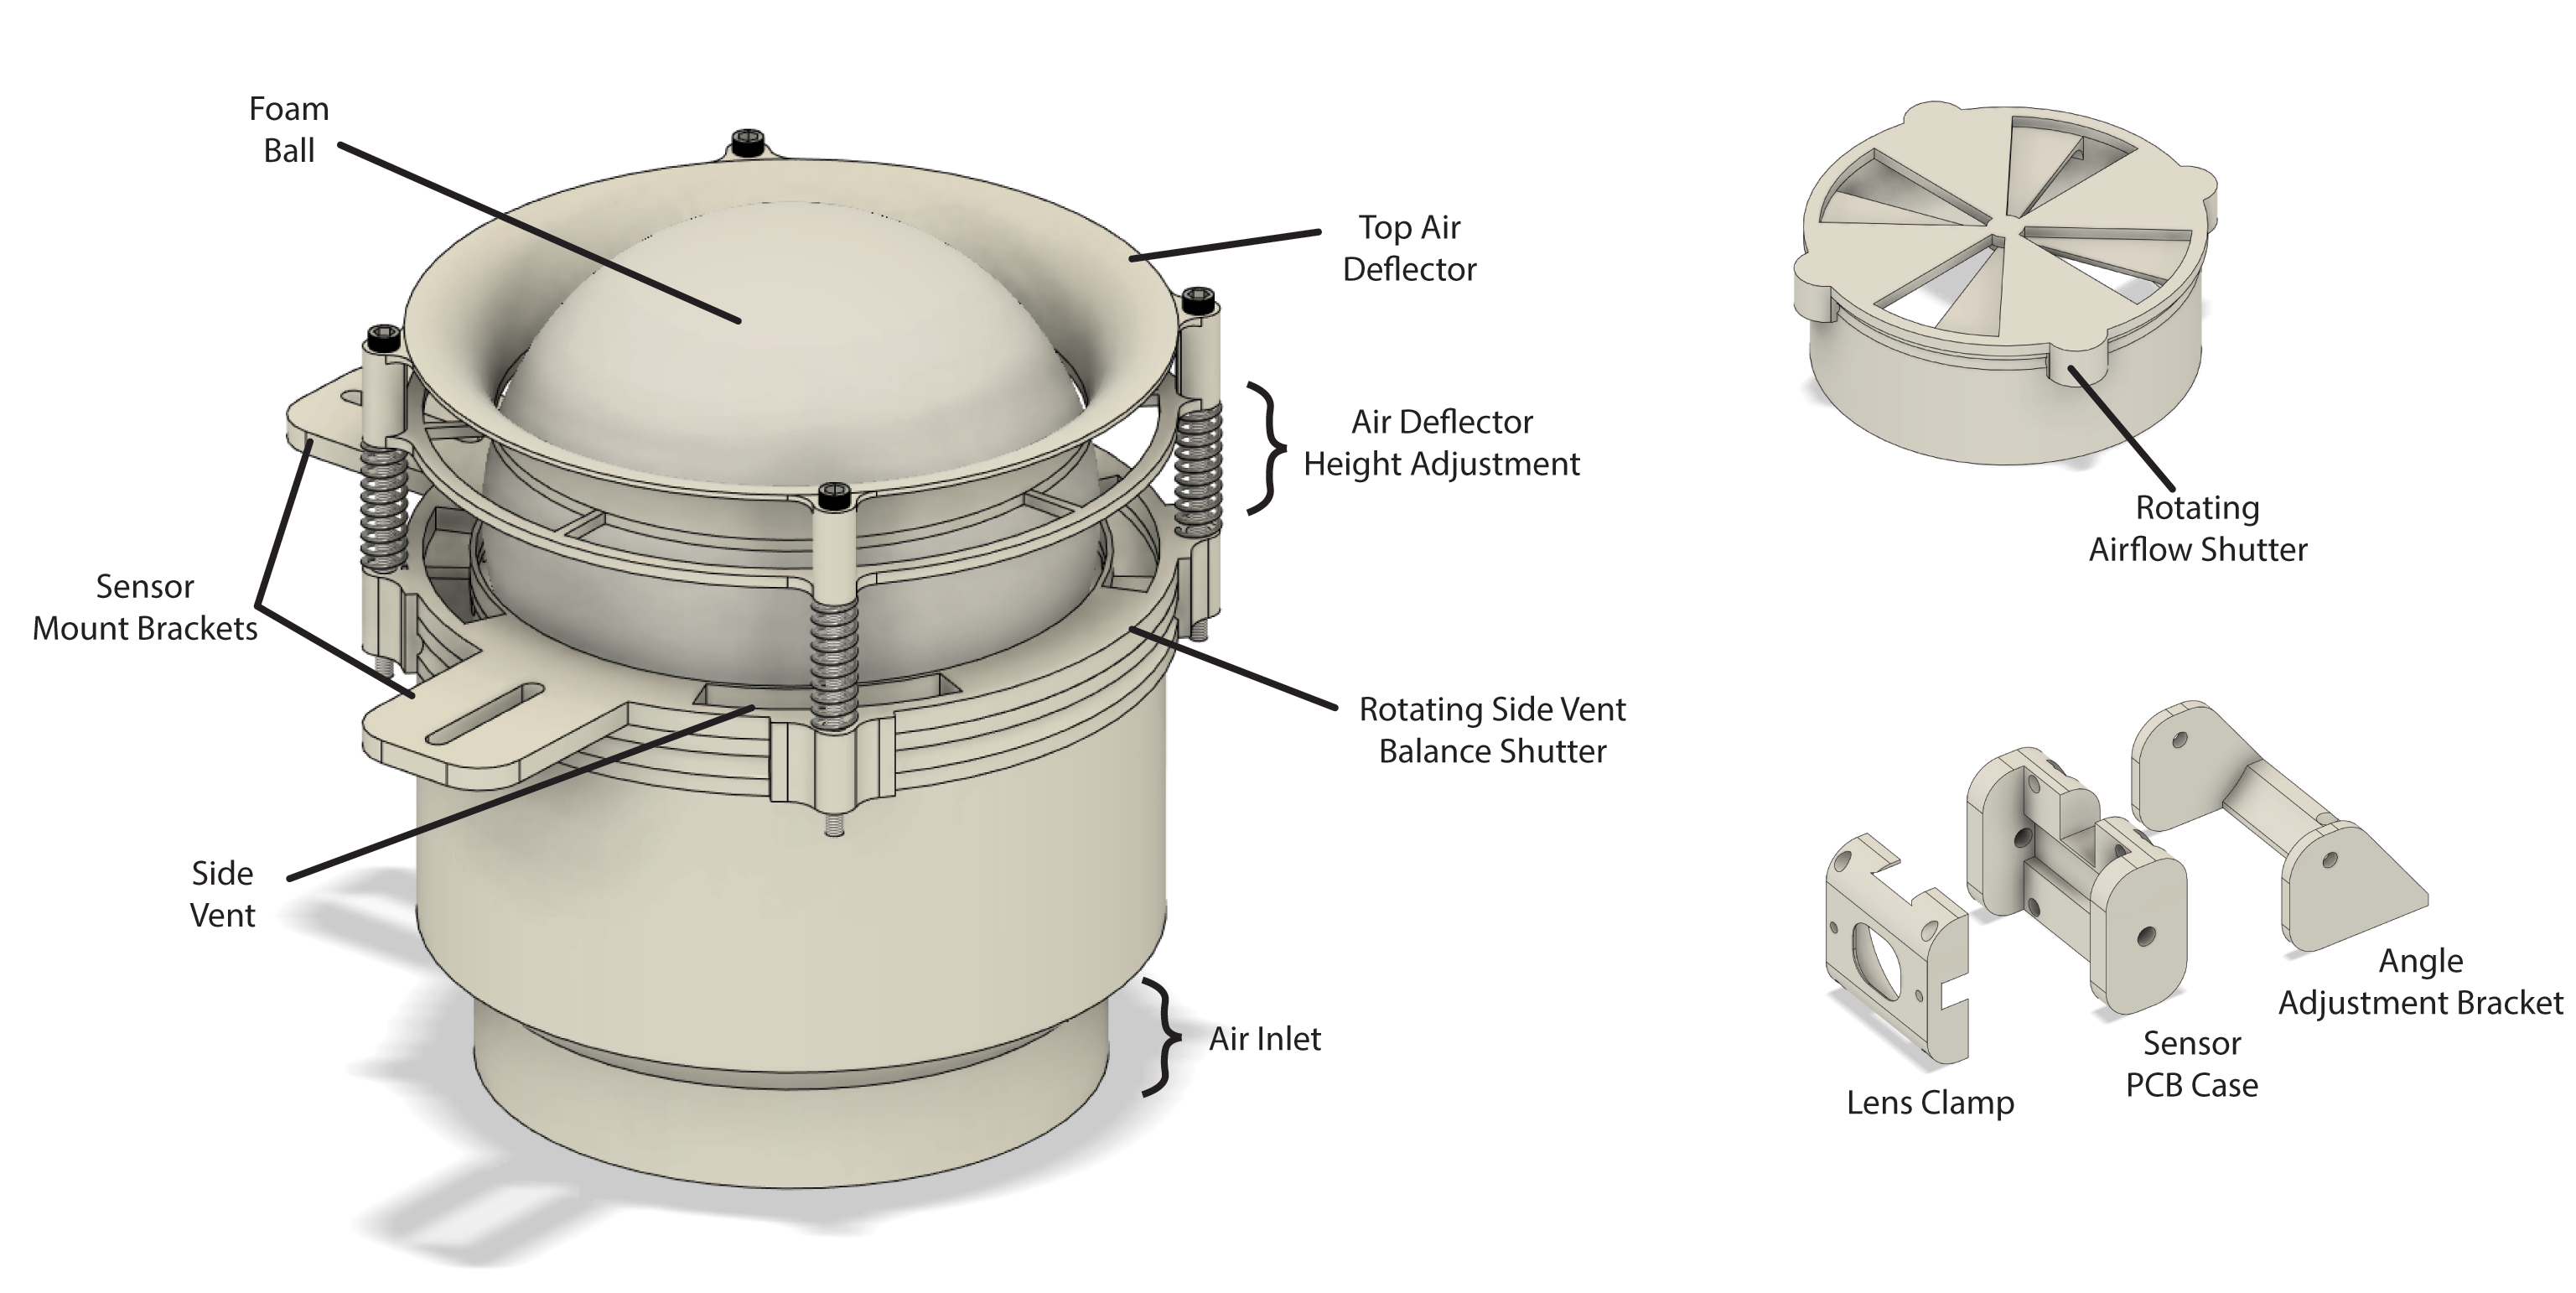 Foam
Ball
Top Air
Deflector
Air Deflector
Height Adjustment
Sensor
Mount Brackets
Rotating Side Vent
Balance Shutter
Side
Vent
Air Inlet
Rotating
Airflow Shutter
Angle
Adjustment Bracket
Sensor
PCB Case
Lens Clamp